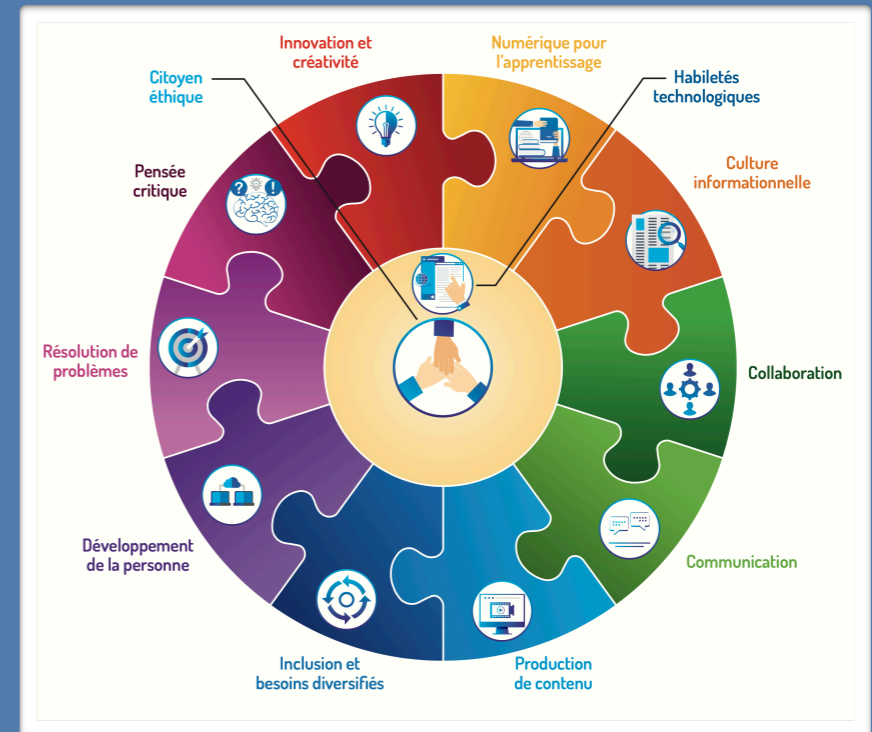 Innovation et
créativité
Numérique pour
l'apprentissage
Citoyen
éthique
Habiletés
technologiques
Pensée
critique
Culture
informationnelle
Résolution de
problèmes
Collaboration
Développement
de la personne
Communication
Inclusion et
besoins diversifiés
Production
de contenu